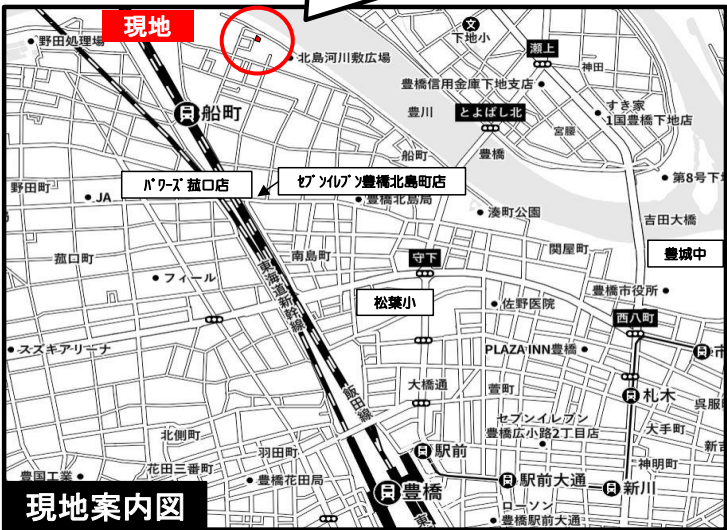 現地
野田処理場
北島河川敷広場
文
下地小
瀬上
神田
豊橋信用金庫下地支店
すき家
1国豊橋下地店
船町
豊川
とよばし北
宮腰
豊橋
船町
第8号下地
野田町
JA
パワーズ菰口店
セブンイレブン豊橋北島町店
豊橋北島局
湊町公園
吉田大橋
菰口町
南島町
守下
関屋町
豊城中
フィール
東海道新幹線
松葉小
佐野医院
豊橋市役所
西八町
スズキアリーナ
PLAZA INN豊橋
市
飯田線
大橋通
萱町
札木
呉服
セブンイレブン
豊橋広小路2丁目店
大手町
北側町
羽田町
駅前
神明町
花田三番町
豊国工業
豊橋花田局
豊橋
駅前大通
新川
ローソン
豊橋駅前大通
現地案内図